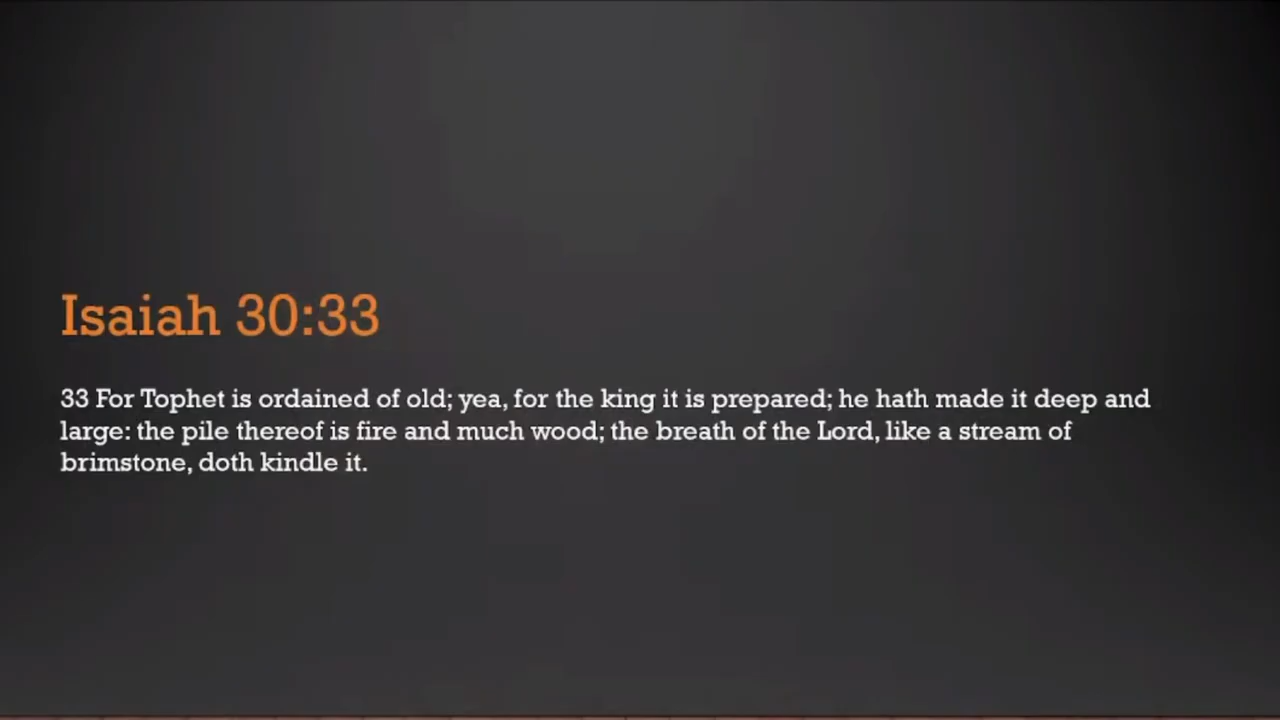 Isaiah 30:33
33 For Tophet is ordained of old; yea, for the king it is prepared; he hath made it deep and
large: the pile thereof is fire and much wood; the breath of the Lord, like a stream of
brimstone, doth kindle it.